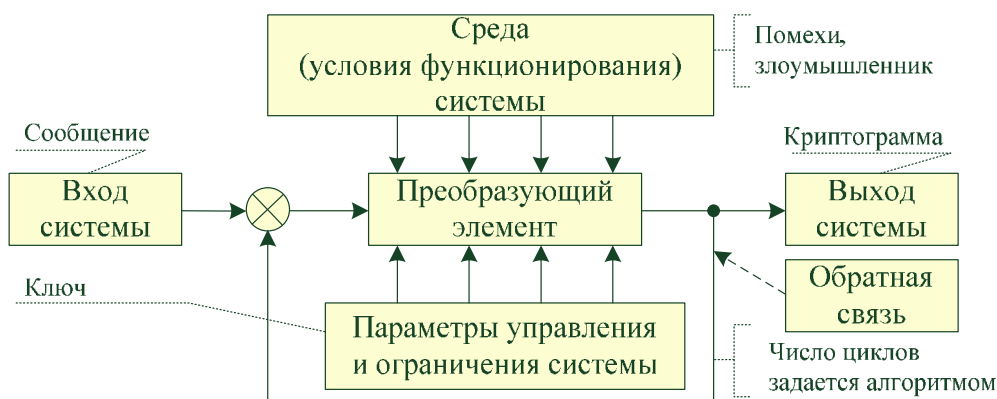 Среда
(условия функционирования)
системы
Помехи,
злоумышленник
Сообщение
Криптограмма
Вход
системы
Преобразующий
элемент
Выход
системы
Ключ
Обратная
связь
Параметры управления
и ограничения системы
Число циклов
задается алгоритмом